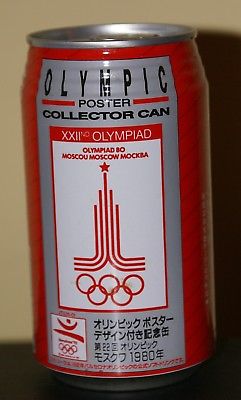 OLYMPIC
POSTER
COLLECTOR CAN
XXIIND OLYMPIAD
OLYMPIAD 80
MOSCOU MOSCOW МОСКВА
オリンピック ポスター
デザイン付き記念缶
第22回 オリンピック
モスクワ 1980年